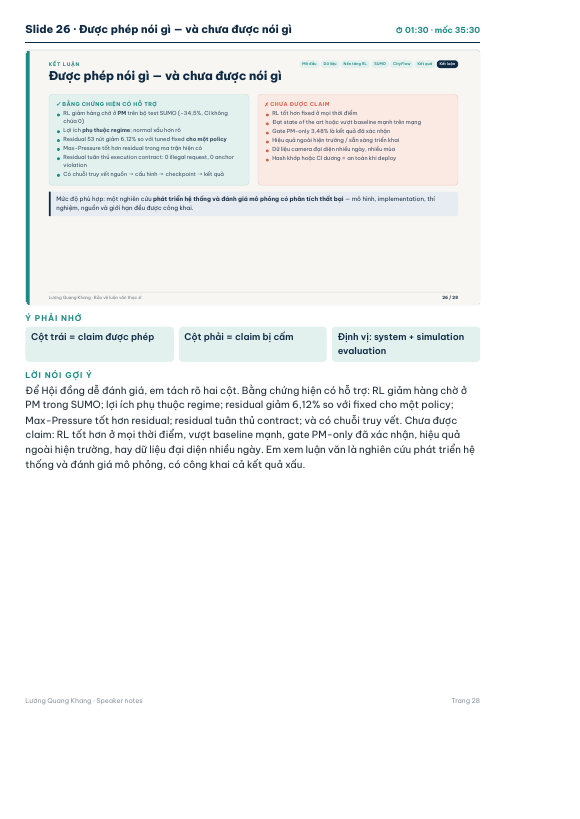 Slide 26 · Được phép nói gì — và chưa được nói gì
⏱ 01:30 · mốc 35:30
KẾT LUẬN
Mở đầu Dữ liệu Nền tảng RL SUMO CityFlow Kết quả Kết luận
Được phép nói gì — và chưa được nói gì
✓ BẰNG CHỨNG HIỆN CÓ HỖ TRỢ
RL giảm hàng chờ ở PM trên bộ test SUMO (−34,5%, CI không
chứa 0)
Lợi ích phụ thuộc regime; normal xấu hơn rõ
Residual 53 nút giảm 6,12% so với tuned fixed cho một policy
Max-Pressure tốt hơn residual trong ma trận hiện có
Residual tuân thủ execution contract: 0 illegal request, 0 anchor
violation
Có chuỗi truy vết nguồn → cấu hình → checkpoint → kết quả
✗ CHƯA ĐƯỢC CLAIM
RL tốt hơn fixed ở mọi thời điểm
Đạt state of the art hoặc vượt baseline mạnh trên mạng
Gate PM-only 3,48% là kết quả đã xác nhận
Hiệu quả ngoài hiện trường / sẵn sàng triển khai
Dữ liệu camera đại diện nhiều ngày, nhiều mùa
Hash khớp hoặc CI dương = an toàn khi deploy
Mức độ phù hợp: một nghiên cứu phát triển hệ thống và đánh giá mô phỏng có phân tích thất bại — mô hình, implementation, thí
nghiệm, nguồn và giới hạn đều được công khai.
Lương Quang Khang · Bảo vệ luận văn thạc sĩ
26 / 28
Ý PHẢI NHỚ
Cột trái = claim được phép
Cột phải = claim bị cấm
Định vị: system + simulation
evaluation
LỜI NÓI GỢI Ý
Để Hội đồng dễ đánh giá, em tách rõ hai cột. Bằng chứng hiện có hỗ trợ: RL giảm hàng chờ ở
PM trong SUMO; lợi ích phụ thuộc regime; residual giảm 6,12% so với fixed cho một policy;
Max-Pressure tốt hơn residual; residual tuân thủ contract; và có chuỗi truy vết. Chưa được
claim: RL tốt hơn ở mọi thời điểm, vượt baseline mạnh, gate PM-only đã xác nhận, hiệu quả
ngoài hiện trường, hay dữ liệu đại diện nhiều ngày. Em xem luận văn là nghiên cứu phát triển hệ
thống và đánh giá mô phỏng, có công khai cả kết quả xấu.
Lương Quang Khang · Speaker notes
Trang 28